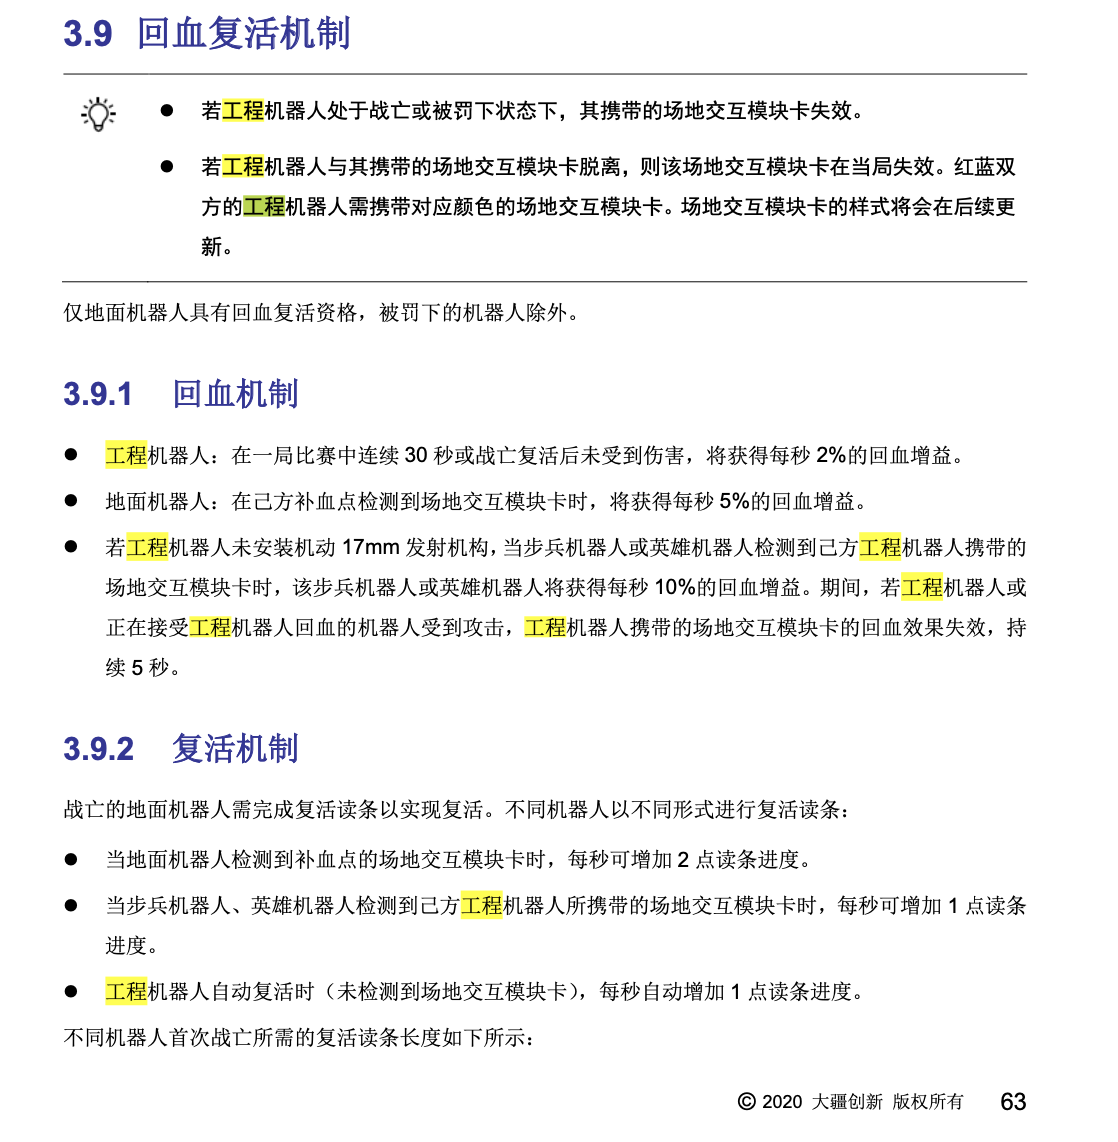 3.9 回血复活机制
● 若工程机器人处于战亡或被罚下状态下，其携带的场地交互模块卡失效。
● 若工程机器人与其携带的场地交互模块卡脱离，则该场地交互模块卡在当局失效。红蓝双
方的工程机器人需携带对应颜色的场地交互模块卡。场地交互模块卡的样式将会在后续更
新。
仅地面机器人具有回血复活资格，被罚下的机器人除外。
3.9.1 回血机制
● 工程机器人：在一局比赛中连续 30 秒或战亡复活后未受到伤害，将获得每秒 2%的回血增益。
● 地面机器人：在己方补血点检测到场地交互模块卡时，将获得每秒 5%的回血增益。
● 若工程机器人未安装机动 17mm 发射机构，当步兵机器人或英雄机器人检测到己方工程机器人携带的
场地交互模块卡时，该步兵机器人或英雄机器人将获得每秒 10%的回血增益。期间，若工程机器人或
正在接受工程机器人回血的机器人受到攻击，工程机器人携带的场地交互模块卡的回血效果失效，持
续 5 秒。
3.9.2 复活机制
战亡的地面机器人需完成复活读条以实现复活。不同机器人以不同形式进行复活读条：
● 当地面机器人检测到补血点的场地交互模块卡时，每秒可增加 2 点读条进度。
● 当步兵机器人、英雄机器人检测到己方工程机器人所携带的场地交互模块卡时，每秒可增加 1 点读条
进度。
● 工程机器人自动复活时（未检测到场地交互模块卡），每秒自动增加 1 点读条进度。
不同机器人首次战亡所需的复活读条长度如下所示：
© 2020 大疆创新 版权所有 63